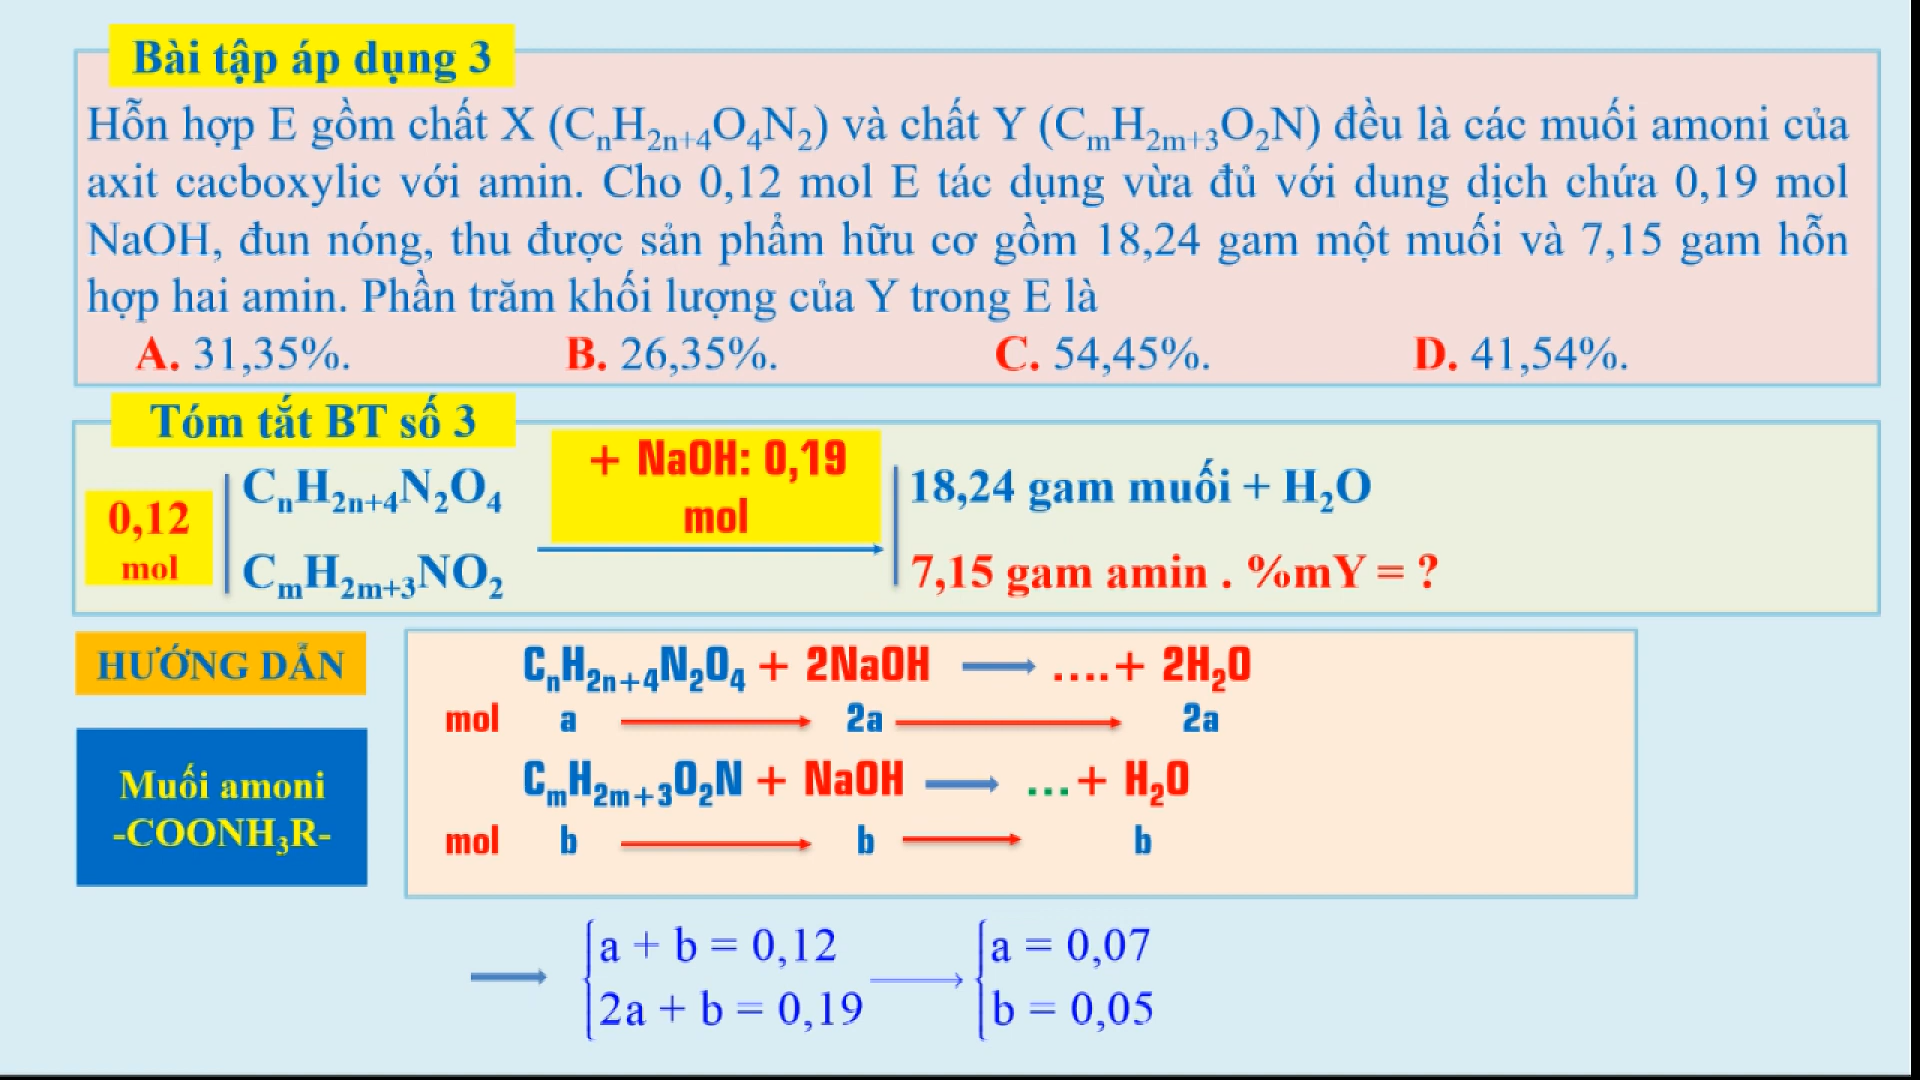 Bài tập áp dụng 3
Hỗn hợp E gồm chất X (CₙH₂ₙ₊₄O₄N₂) và chất Y (CₘH₂ₘ₊₃O₂N) đều là các muối amoni của
axit cacboxylic với amin. Cho 0,12 mol E tác dụng vừa đủ với dung dịch chứa 0,19 mol
NaOH, đun nóng, thu được sản phẩm hữu cơ gồm 18,24 gam một muối và 7,15 gam hỗn
hợp hai amin. Phần trăm khối lượng của Y trong E là
A. 31,35%. B. 26,35%. C. 54,45%. D. 41,54%.
Tóm tắt BT số 3
0,12
mol
CₙH₂ₙ₊₄N₂O₄
CₘH₂ₘ₊₃NO₂
+ NaOH: 0,19
mol
18,24 gam muối + H₂O
7,15 gam amin . %mY = ?
HƯỚNG DẪN
Muối amoni
-COONH₃R-
CₙH₂ₙ₊₄N₂O₄ + 2NaOH ⟶ ....+ 2H₂O
mol a ⟶ 2a ⟶ 2a
CₘH₂ₘ₊₃O₂N + NaOH ⟶ ...+ H₂O
mol b ⟶ b ⟶ b
⟶ a + b = 0,12 ⟶ a = 0,07
2a + b = 0,19 b = 0,05